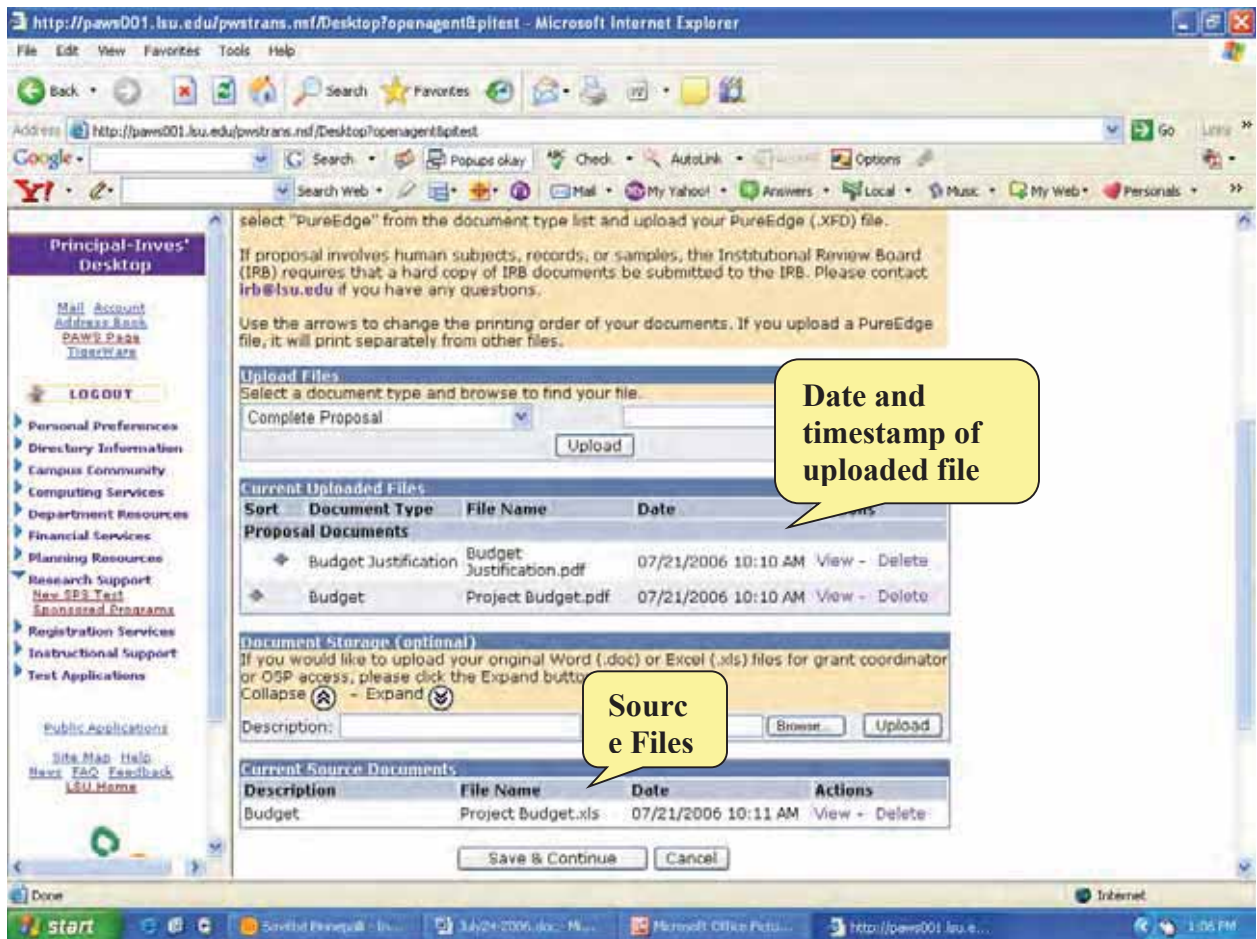 http://paws001.lsu.edu/pwstrans.nsf/Desktop?openagent&pitest - Microsoft Internet Explorer
File Edit View Favorites Tools Help
Back Search Favorites
Address http://paws001.lsu.edu/pwstrans.nsf/Desktop?openagent&pitest Go Links
Google Search Popups okay Check AutoLink Options
Y! Search Web Mail My Yahoo! Answers Local Music My Web Personals
select "PureEdge" from the document type list and upload your PureEdge (.XFD) file.
If proposal involves human subjects, records, or samples, the Institutional Review Board
(IRB) requires that a hard copy of IRB documents be submitted to the IRB. Please contact
irb@lsu.edu if you have any questions.
Use the arrows to change the printing order of your documents. If you upload a PureEdge
file, it will print separately from other files.
Principal-Inves'
Desktop
Mail Account
Address Book
PAWS Page
TigerWare
LOGOUT
Personal Preferences
Directory Information
Campus Community
Computing Services
Department Resources
Financial Services
Planning Resources
Research Support
New SPS Test
Sponsored Programs
Registration Services
Instructional Support
Test Applications
Public Applications
Site Map Help
News FAQ Feedback
LSU Home
Upload Files
Select a document type and browse to find your file.
Complete Proposal
Upload
Date and
timestamp of
uploaded file
Current Uploaded Files
Sort Document Type File Name Date
Proposal Documents
Budget Justification Budget
Justification.pdf 07/21/2006 10:10 AM View - Delete
Budget Project Budget.pdf 07/21/2006 10:10 AM View - Delete
Document Storage (optional)
If you would like to upload your original Word (.doc) or Excel (.xls) files for grant coordinator
or OSP access, please click the Expand
Collapse - Expand
Sourc
e Files
Description: Browse... Upload
Current Source Documents
Description File Name Date Actions
Budget Project Budget.xls 07/21/2006 10:11 AM View - Delete
Save & Continue Cancel
Done Internet
start July24-2006.doc - Mi... Microsoft Office Pictu... http://paws001.lsu.e... 1:06 PM